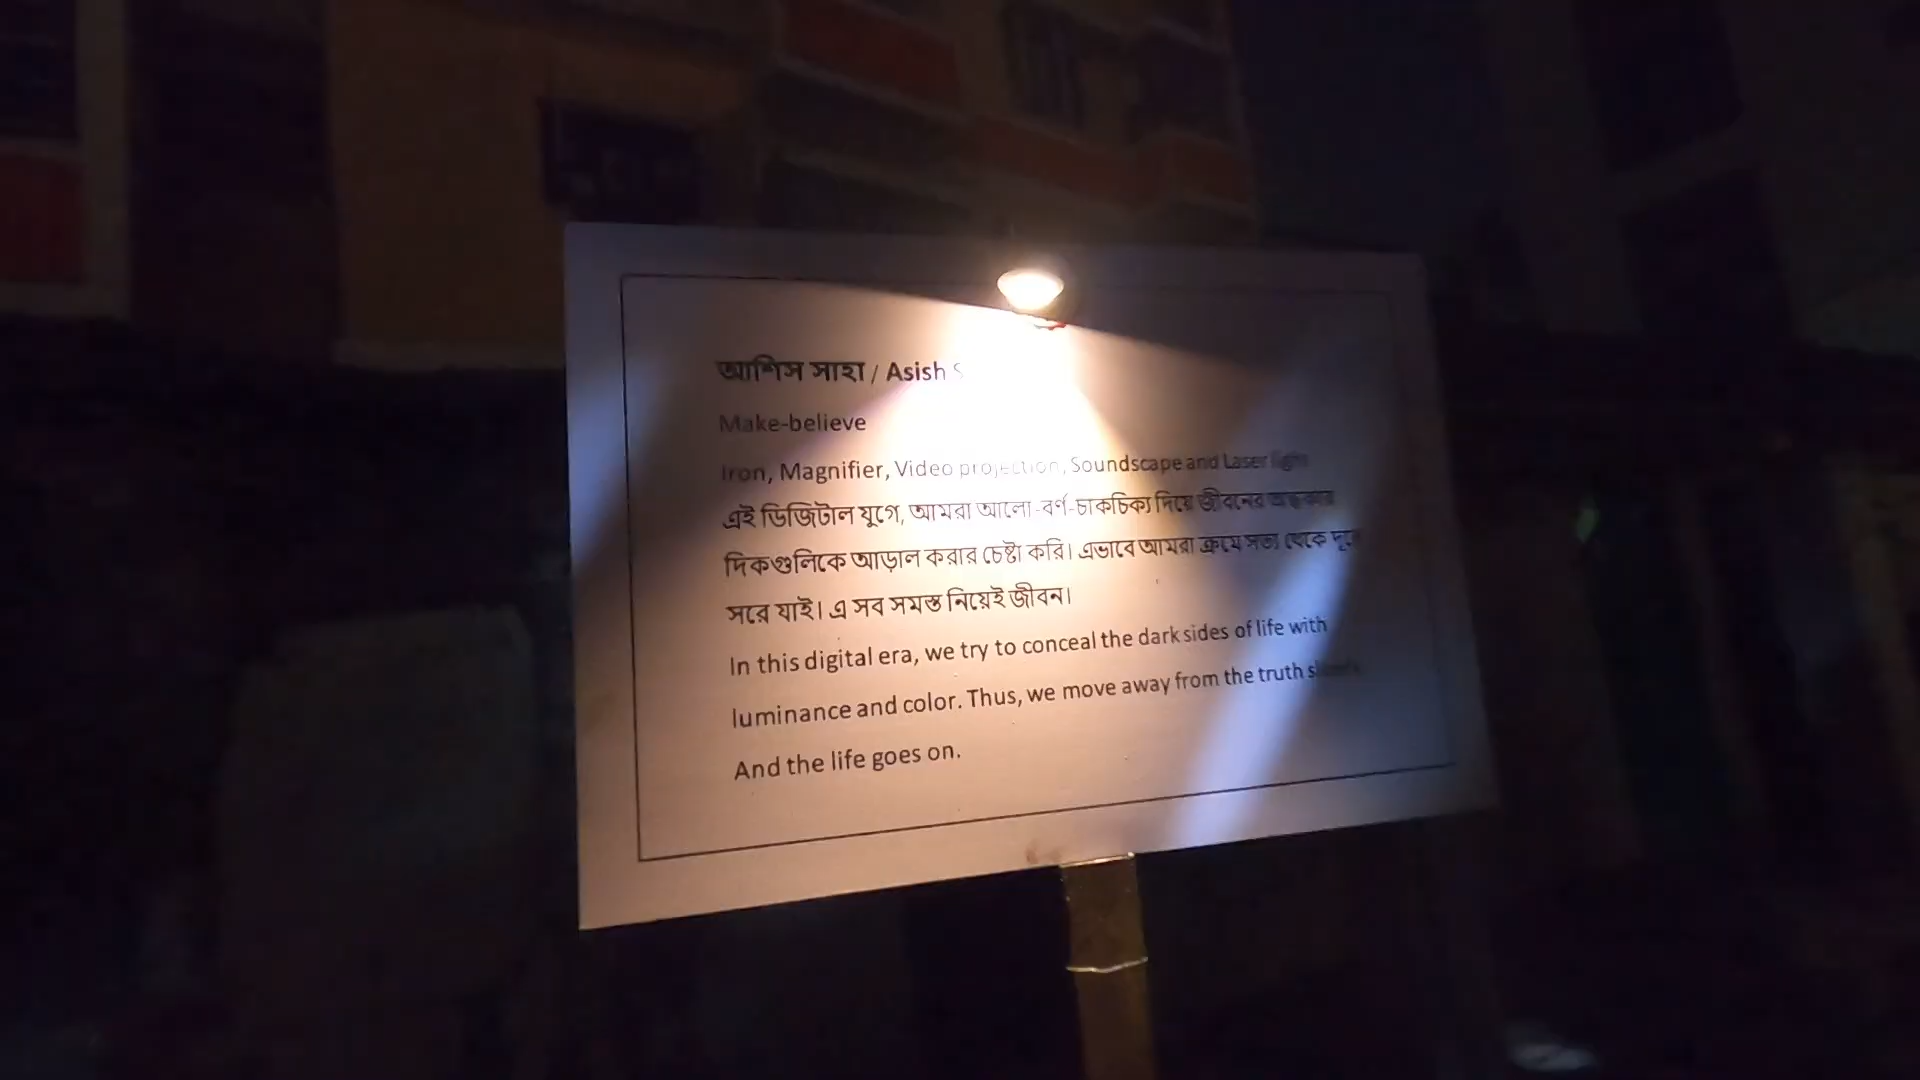 আশিস সাহা / Asish
Make-believe
Iron, Magnifier, Video projection, Soundscape and Laser light
এই ডিজিটাল যুগে, আমরা আলো-বর্ণ-চাকচিক্য দিয়ে জীবনের অন্ধকার
দিকগুলিকে আড়াল করার চেষ্টা করি। এভাবে আমরা ক্রমে সত্য থেকে দূরে
সরে যাই। এ সব সমস্ত নিয়েই জীবন।
In this digital era, we try to conceal the dark sides of life with
luminance and color. Thus, we move away from the truth
And the life goes on.